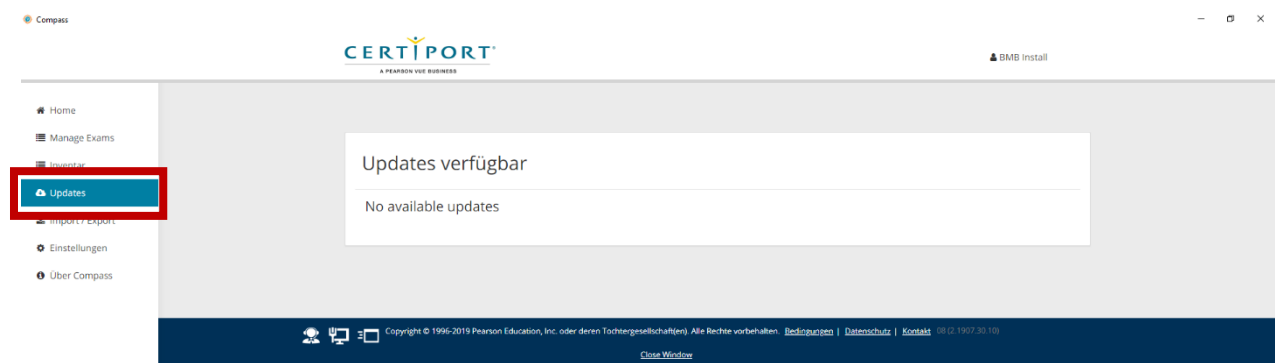 Compass
CERTIPORT
A PEARSON VUE BUSINESS
BMB Install
Home
Manage Exams
Inventar
Updates
Import / Export
Einstellungen
Über Compass
Updates verfügbar
No available updates
Copyright © 1996-2019 Pearson Education, Inc. oder deren Tochtergesellschaft(en). Alle Rechte vorbehalten. Bedingungen | Datenschutz | Kontakt 08 (2.1907.30.10)
Close Window